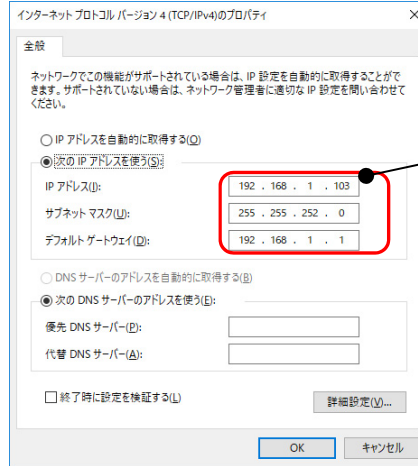 インターネット プロトコル バージョン 4 (TCP/IPv4)のプロパティ
全般
ネットワークでこの機能がサポートされている場合は、IP 設定を自動的に取得することがで
きます。サポートされていない場合は、ネットワーク管理者に適切な IP 設定を問い合わせて
ください。
IP アドレスを自動的に取得する(O)
次の IP アドレスを使う(S):
IP アドレス(I): 192 . 168 . 1 . 103
サブネット マスク(U): 255 . 255 . 252 . 0
デフォルト ゲートウェイ(D): 192 . 168 . 1 . 1
DNS サーバーのアドレスを自動的に取得する(B)
次の DNS サーバーのアドレスを使う(E):
優先 DNS サーバー(P):
代替 DNS サーバー(A):
終了時に設定を検証する(L)
詳細設定(V)...
OK キャンセル